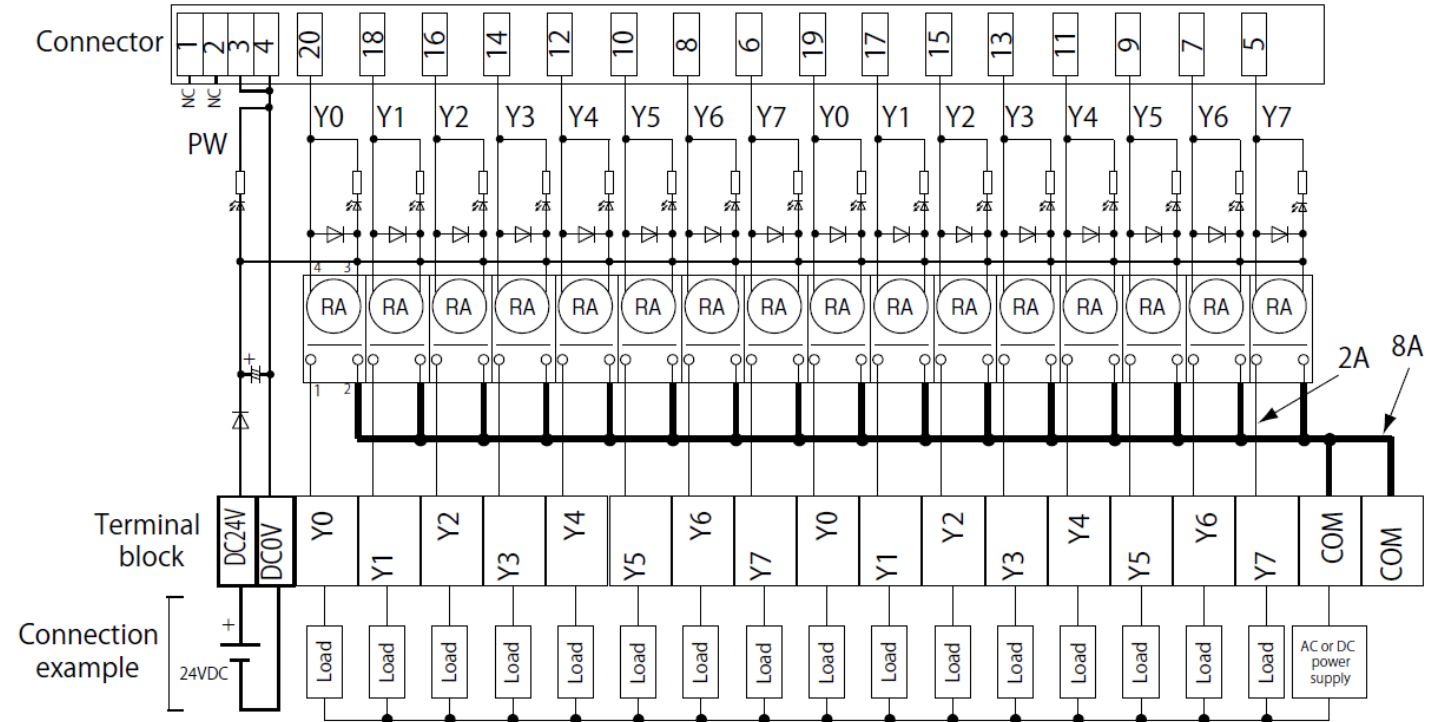 Connector 1 2 3 4 20 18 16 14 12 10 8 6 19 17 15 13 11 9 7 5
NC NC
Y0 Y1 Y2 Y3 Y4 Y5 Y6 Y7 Y0 Y1 Y2 Y3 Y4 Y5 Y6 Y7
PW
4 3
RA RA RA RA RA RA RA RA RA RA RA RA RA RA RA RA
2A 8A
+
1 2
Terminal
block
DC24V DC0V Y0 Y1 Y2 Y3 Y4 Y5 Y6 Y7 Y0 Y1 Y2 Y3 Y4 Y5 Y6 Y7 COM COM
Connection
example
+
24VDC
Load Load Load Load Load Load Load Load Load Load Load Load Load Load Load Load
AC or DC
power
supply